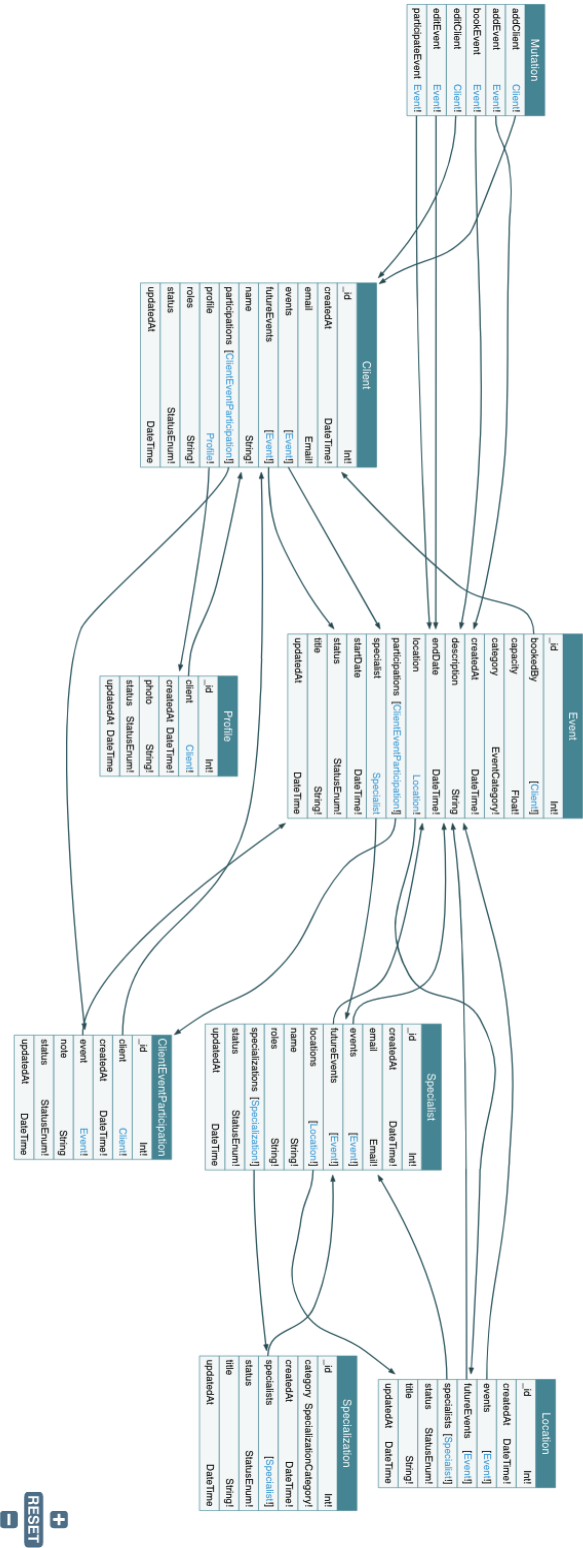 Mutation
addClient Client!
addEvent Event!
bookEvent Event!
editClient Client!
editEvent Event!
participateEvent Event!
Client
_id Int!
createdAt DateTime!
email Email!
events [Event!]
futureEvents [Event!]
name String!
participations [ClientEventParticipation!]
profile Profile!
roles String!
status StatusEnum!
updatedAt DateTime
Event
_id Int!
bookedBy [Client!]
capacity Float!
category EventCategory!
createdAt DateTime!
description String
endDate DateTime!
location Location!
participations [ClientEventParticipation!]
specialist Specialist
startDate DateTime!
status StatusEnum!
title String!
updatedAt DateTime
Profile
_id Int!
client Client!
createdAt DateTime!
photo String!
status StatusEnum!
updatedAt DateTime
Specialist
_id Int!
createdAt DateTime!
email Email!
events [Event!]
futureEvents [Event!]
locations [Location!]
name String!
roles String!
specializations [Specialization!]
status StatusEnum!
updatedAt DateTime
ClientEventParticipation
_id Int!
client Client!
createdAt DateTime!
event Event!
note String
status StatusEnum!
updatedAt DateTime
Location
_id Int!
createdAt DateTime!
events [Event!]
futureEvents [Event!]
specialists [Specialist!]
status StatusEnum!
title String!
updatedAt DateTime
Specialization
_id Int!
category SpecializationCategory!
createdAt DateTime!
specialists [Specialist!]
status StatusEnum!
title String!
updatedAt DateTime
+
RESET
−